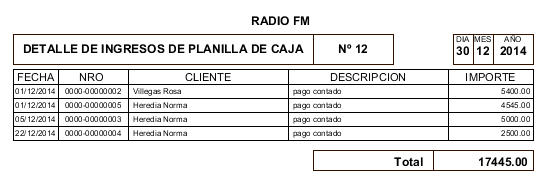 RADIO FM
DETALLE DE INGRESOS DE PLANILLA DE CAJA Nº 12
DIA MES AÑO
30 12 2014
FECHA NRO CLIENTE DESCRIPCION IMPORTE
01/12/2014 0000-00000002 Villegas Rosa pago contado 5400.00
01/12/2014 0000-00000005 Heredia Norma pago contado 4545.00
05/12/2014 0000-00000003 Heredia Norma pago contado 5000.00
22/12/2014 0000-00000004 Heredia Norma pago contado 2500.00
Total 17445.00